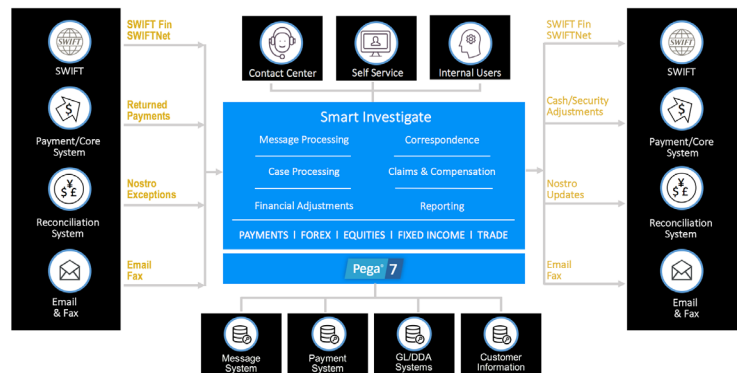 SWIFT
SWIFT
Payment/Core
System
¥
$ £
Reconciliation
System
Email
& Fax
SWIFT Fin
SWIFTNet
Returned
Payments
Nostro
Exceptions
Email
Fax
Contact Center
Self Service
Internal Users
Smart Investigate
Message Processing
Correspondence
Case Processing
Claims & Compensation
Financial Adjustments
Reporting
PAYMENTS I FOREX I EQUITIES I FIXED INCOME I TRADE
Pega® 7
Message
System
Payment
System
GL/DDA
Systems
Customer
Information
SWIFT Fin
SWIFTNet
Cash/Security
Adjustments
Nostro
Updates
Email
Fax
SWIFT
SWIFT
$
Payment/Core
System
¥
$ £
Reconciliation
System
Email
& Fax